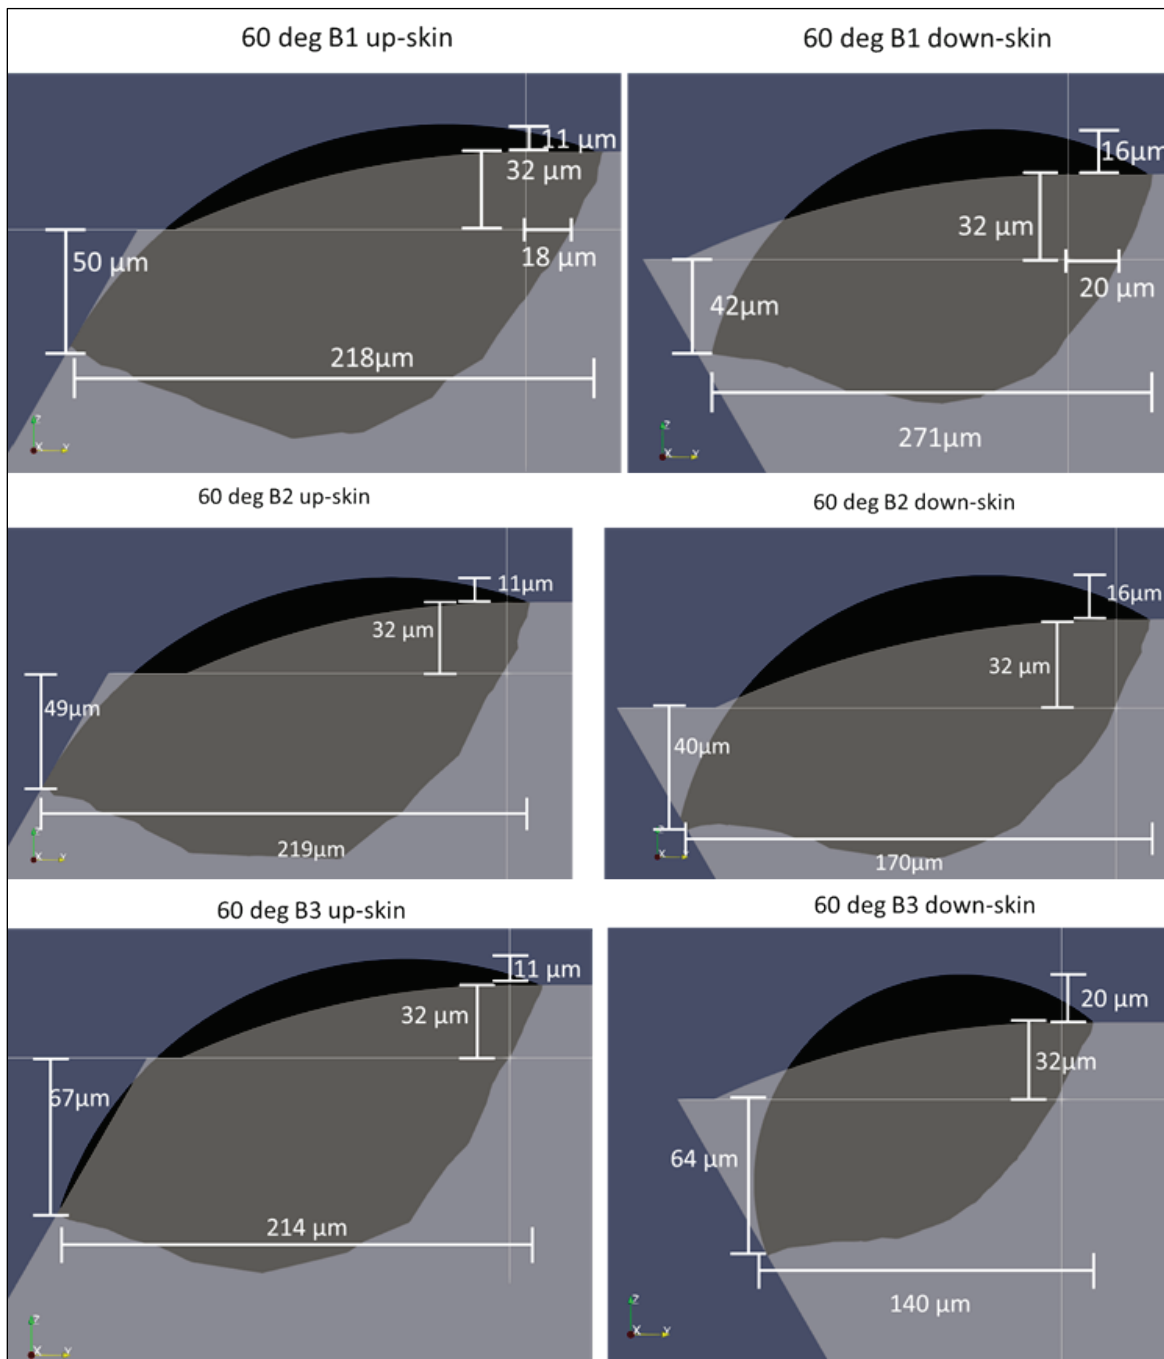 60 deg B1 up-skin
60 deg B1 down-skin
11 μm
32 μm
50 μm
18 μm
218μm
Z
X Y
16μm
32 μm
42μm
20 μm
271μm
Z
X Y
60 deg B2 up-skin
60 deg B2 down-skin
11μm
32 μm
49μm
219μm
Z
X Y
16μm
32 μm
40μm
170μm
Z
X Y
60 deg B3 up-skin
60 deg B3 down-skin
11 μm
32 μm
67μm
214 μm
Z
X Y
20 μm
32μm
64 μm
140 μm
Z
X Y